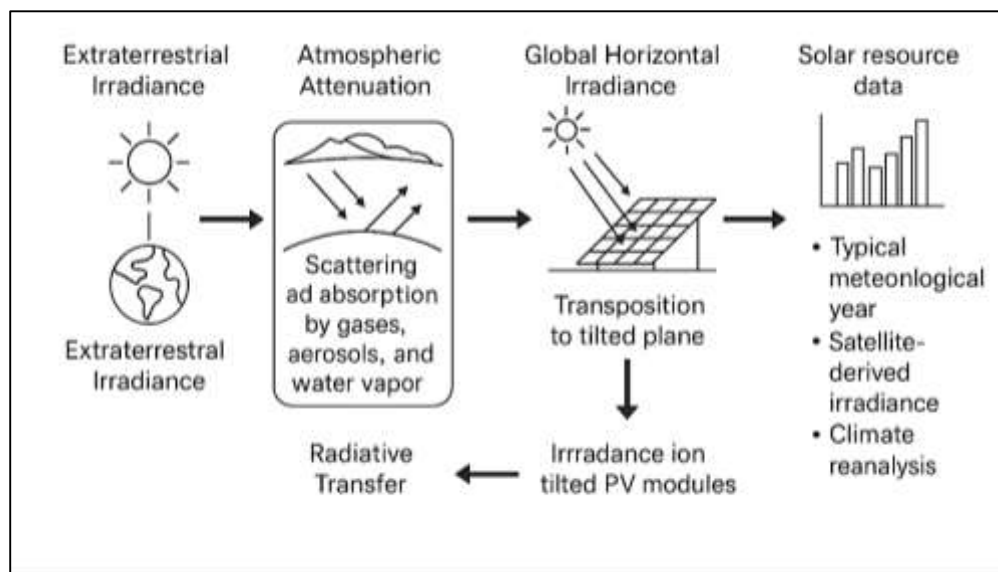 Extraterrestrial
Irradiance
Extraterrestral
Irradiance
Atmospheric
Attenuation
Scattering
ad absorption
by gases,
aerosols, and
water vapor
Global Horizontal
Irradiance
Transposition
to tilted plane
Irrradance ion
tilted PV modules
Radiative
Transfer
Solar resource
data
• Typical
meteonlogical
year
• Satellite-
derived
irradiance
• Climate
reanalysis